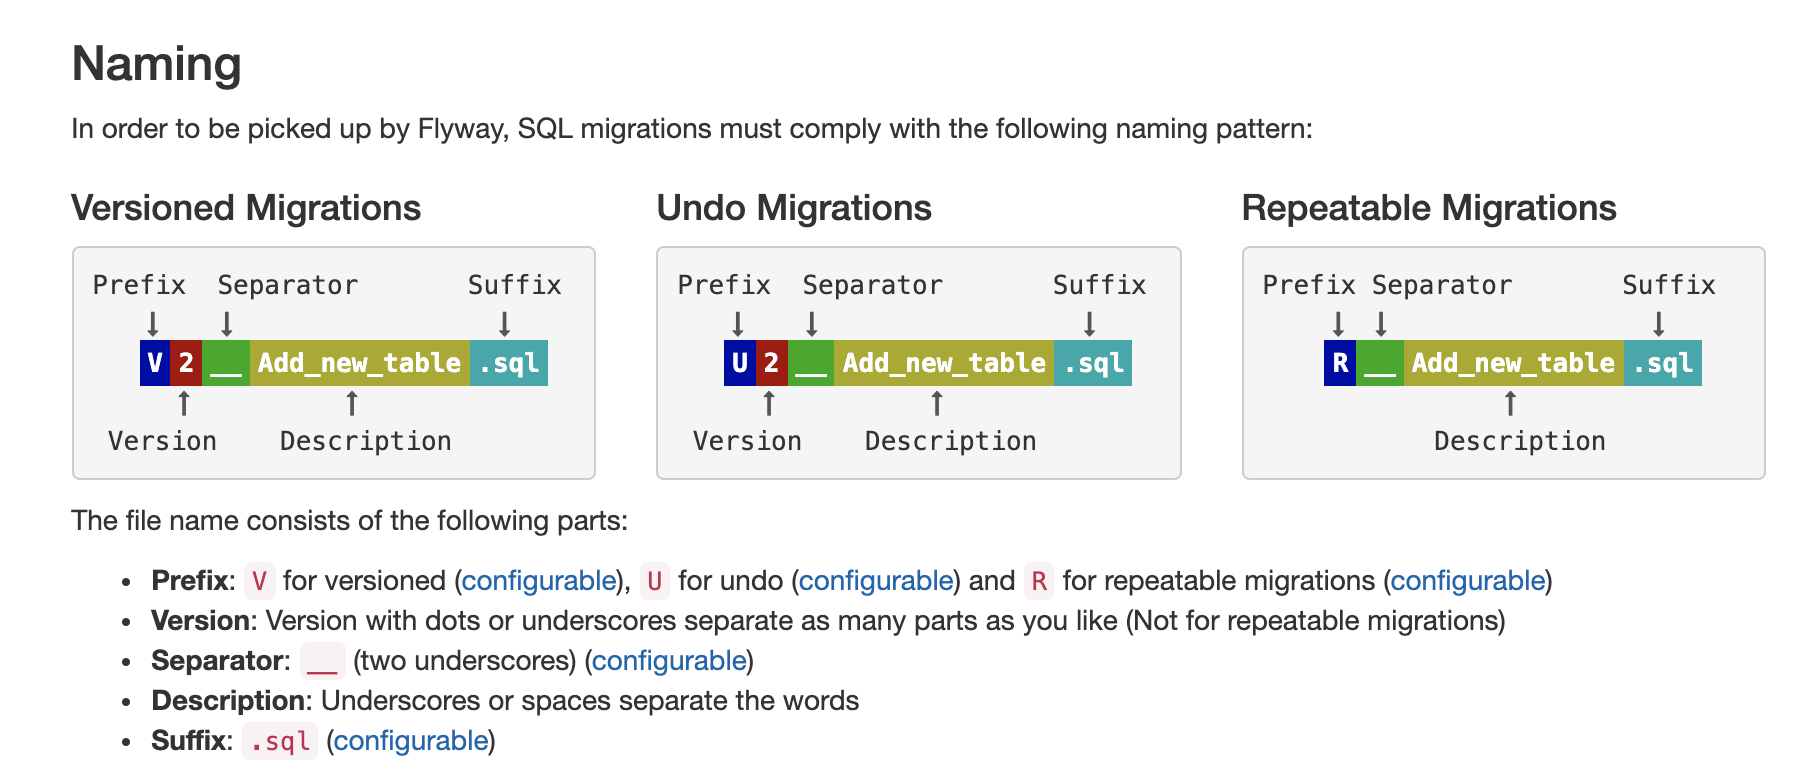 Naming
In order to be picked up by Flyway, SQL migrations must comply with the following naming pattern:
Versioned Migrations
Prefix Separator Suffix
V 2 __ Add_new_table .sql
Version Description
Undo Migrations
Prefix Separator Suffix
U 2 __ Add_new_table .sql
Version Description
Repeatable Migrations
Prefix Separator Suffix
R __ Add_new_table .sql
Description
The file name consists of the following parts:
• Prefix: V for versioned (configurable), U for undo (configurable) and R for repeatable migrations (configurable)
• Version: Version with dots or underscores separate as many parts as you like (Not for repeatable migrations)
• Separator: __ (two underscores) (configurable)
• Description: Underscores or spaces separate the words
• Suffix: .sql (configurable)